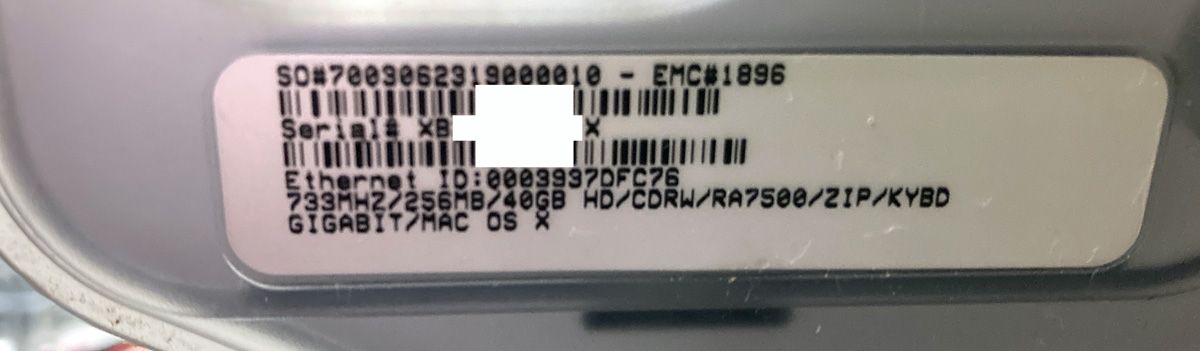 SO#7003062319000010 - EMC#1896
Serial# XB X
Ethernet ID:0003937DFC76
733MHZ/256MB/40GB HD/CDRW/RA7500/ZIP/KYBD
GIGABIT/MAC OS X